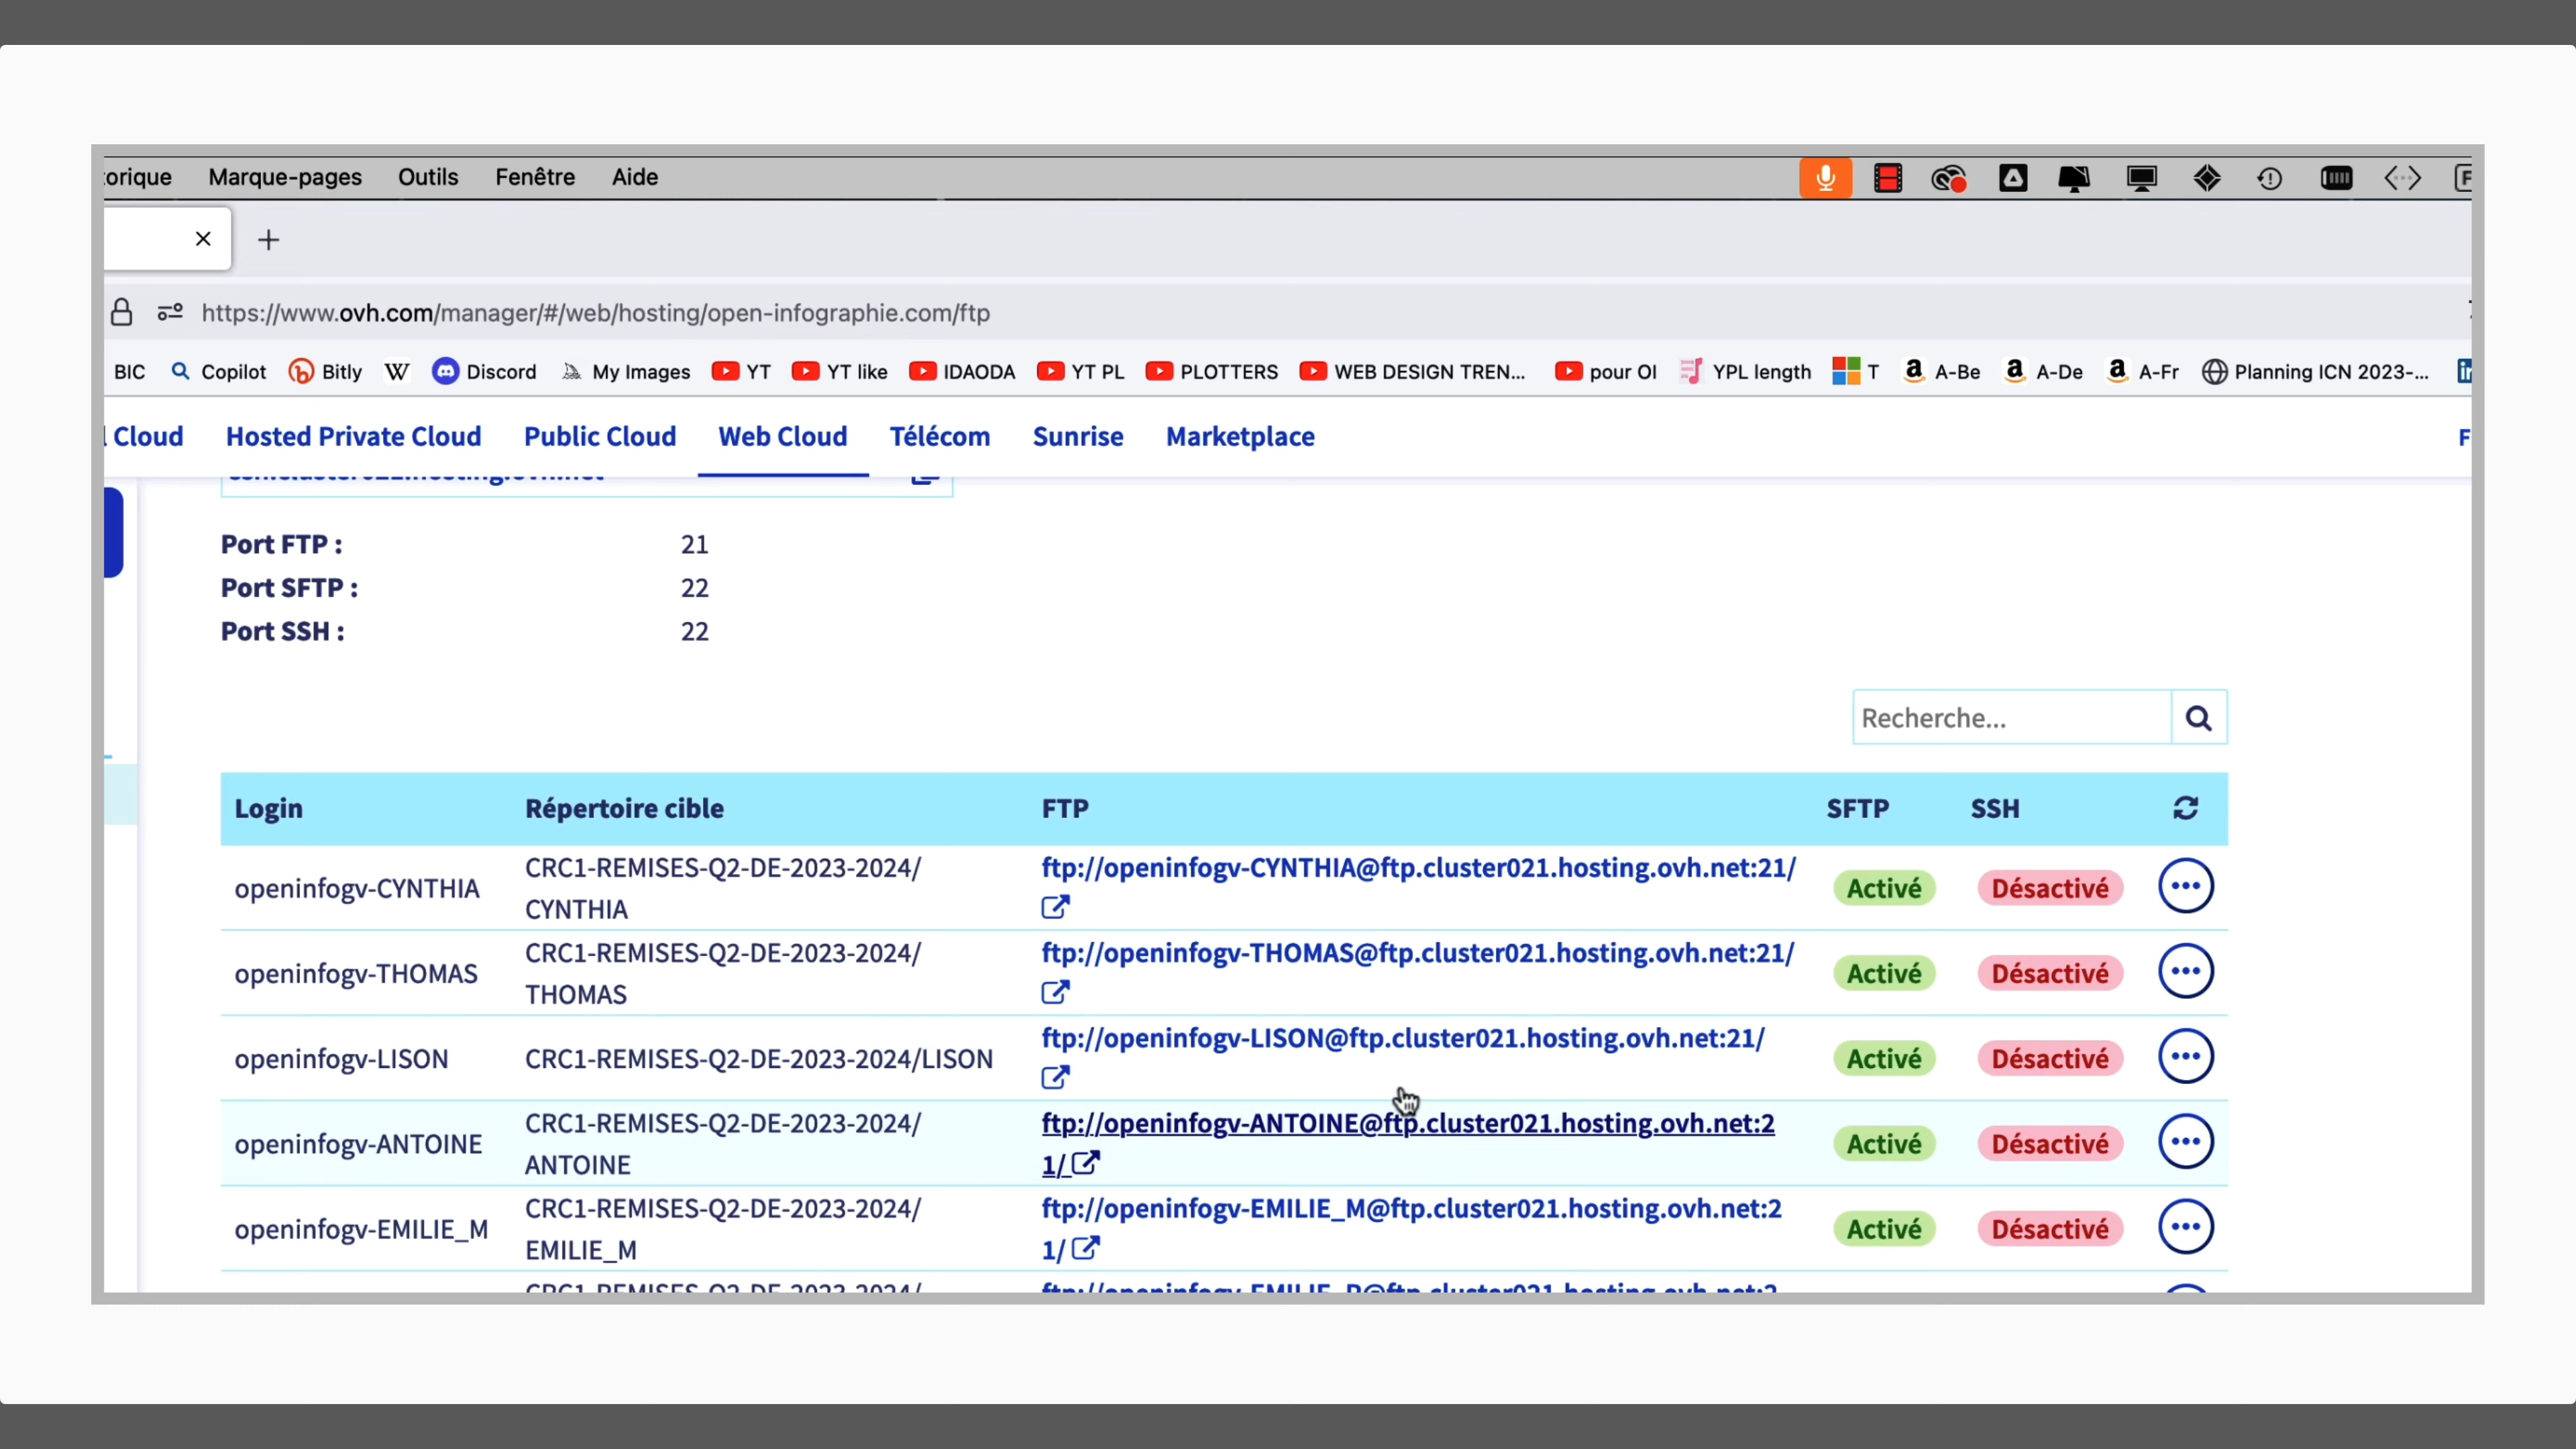 orique Marque-pages Outils Fenêtre Aide
https://www.ovh.com/manager/#/web/hosting/open-infographie.com/ftp
BIC Copilot Bitly W Discord My Images YT YT like IDAODA YT PL PLOTTERS WEB DESIGN TREN... pour OI YPL length T A-Be A-De A-Fr Planning ICN 2023-...
Cloud Hosted Private Cloud Public Cloud Web Cloud Télécom Sunrise Marketplace F
Port FTP : 21
Port SFTP : 22
Port SSH : 22
Recherche...
Login Répertoire cible FTP SFTP SSH
openinfogv-CYNTHIA CRC1-REMISES-Q2-DE-2023-2024/ ftp://openinfogv-CYNTHIA@ftp.cluster021.hosting.ovh.net:21/ Activé Désactivé
CYNTHIA
openinfogv-THOMAS CRC1-REMISES-Q2-DE-2023-2024/ ftp://openinfogv-THOMAS@ftp.cluster021.hosting.ovh.net:21/ Activé Désactivé
THOMAS
openinfogv-LISON CRC1-REMISES-Q2-DE-2023-2024/LISON ftp://openinfogv-LISON@ftp.cluster021.hosting.ovh.net:21/ Activé Désactivé
openinfogv-ANTOINE CRC1-REMISES-Q2-DE-2023-2024/ ftp://openinfogv-ANTOINE@ftp.cluster021.hosting.ovh.net:2 Activé Désactivé
ANTOINE 1/
openinfogv-EMILIE_M CRC1-REMISES-Q2-DE-2023-2024/ ftp://openinfogv-EMILIE_M@ftp.cluster021.hosting.ovh.net:2 Activé Désactivé
EMILIE_M 1/